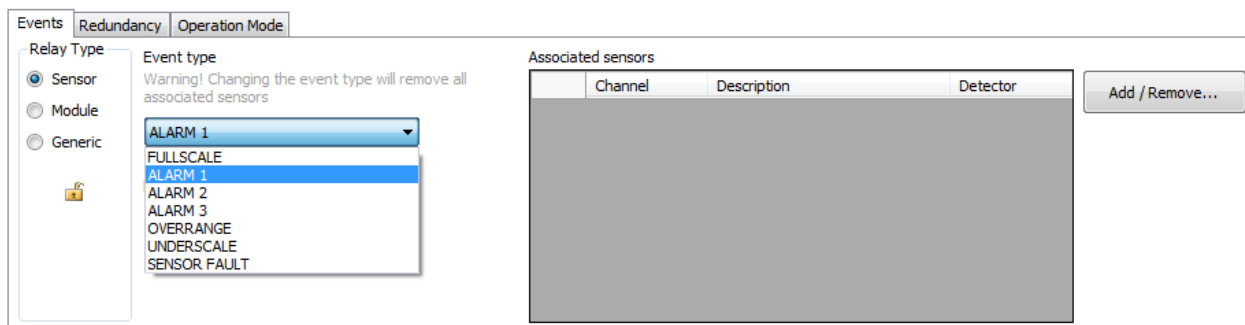 Events Redundancy Operation Mode
Relay Type
Sensor
Module
Generic
Event type
Warning! Changing the event type will remove all
associated sensors
ALARM 1
FULLSCALE
ALARM 1
ALARM 2
ALARM 3
OVERRANGE
UNDERSCALE
SENSOR FAULT
Associated sensors
Channel Description Detector
Add / Remove...